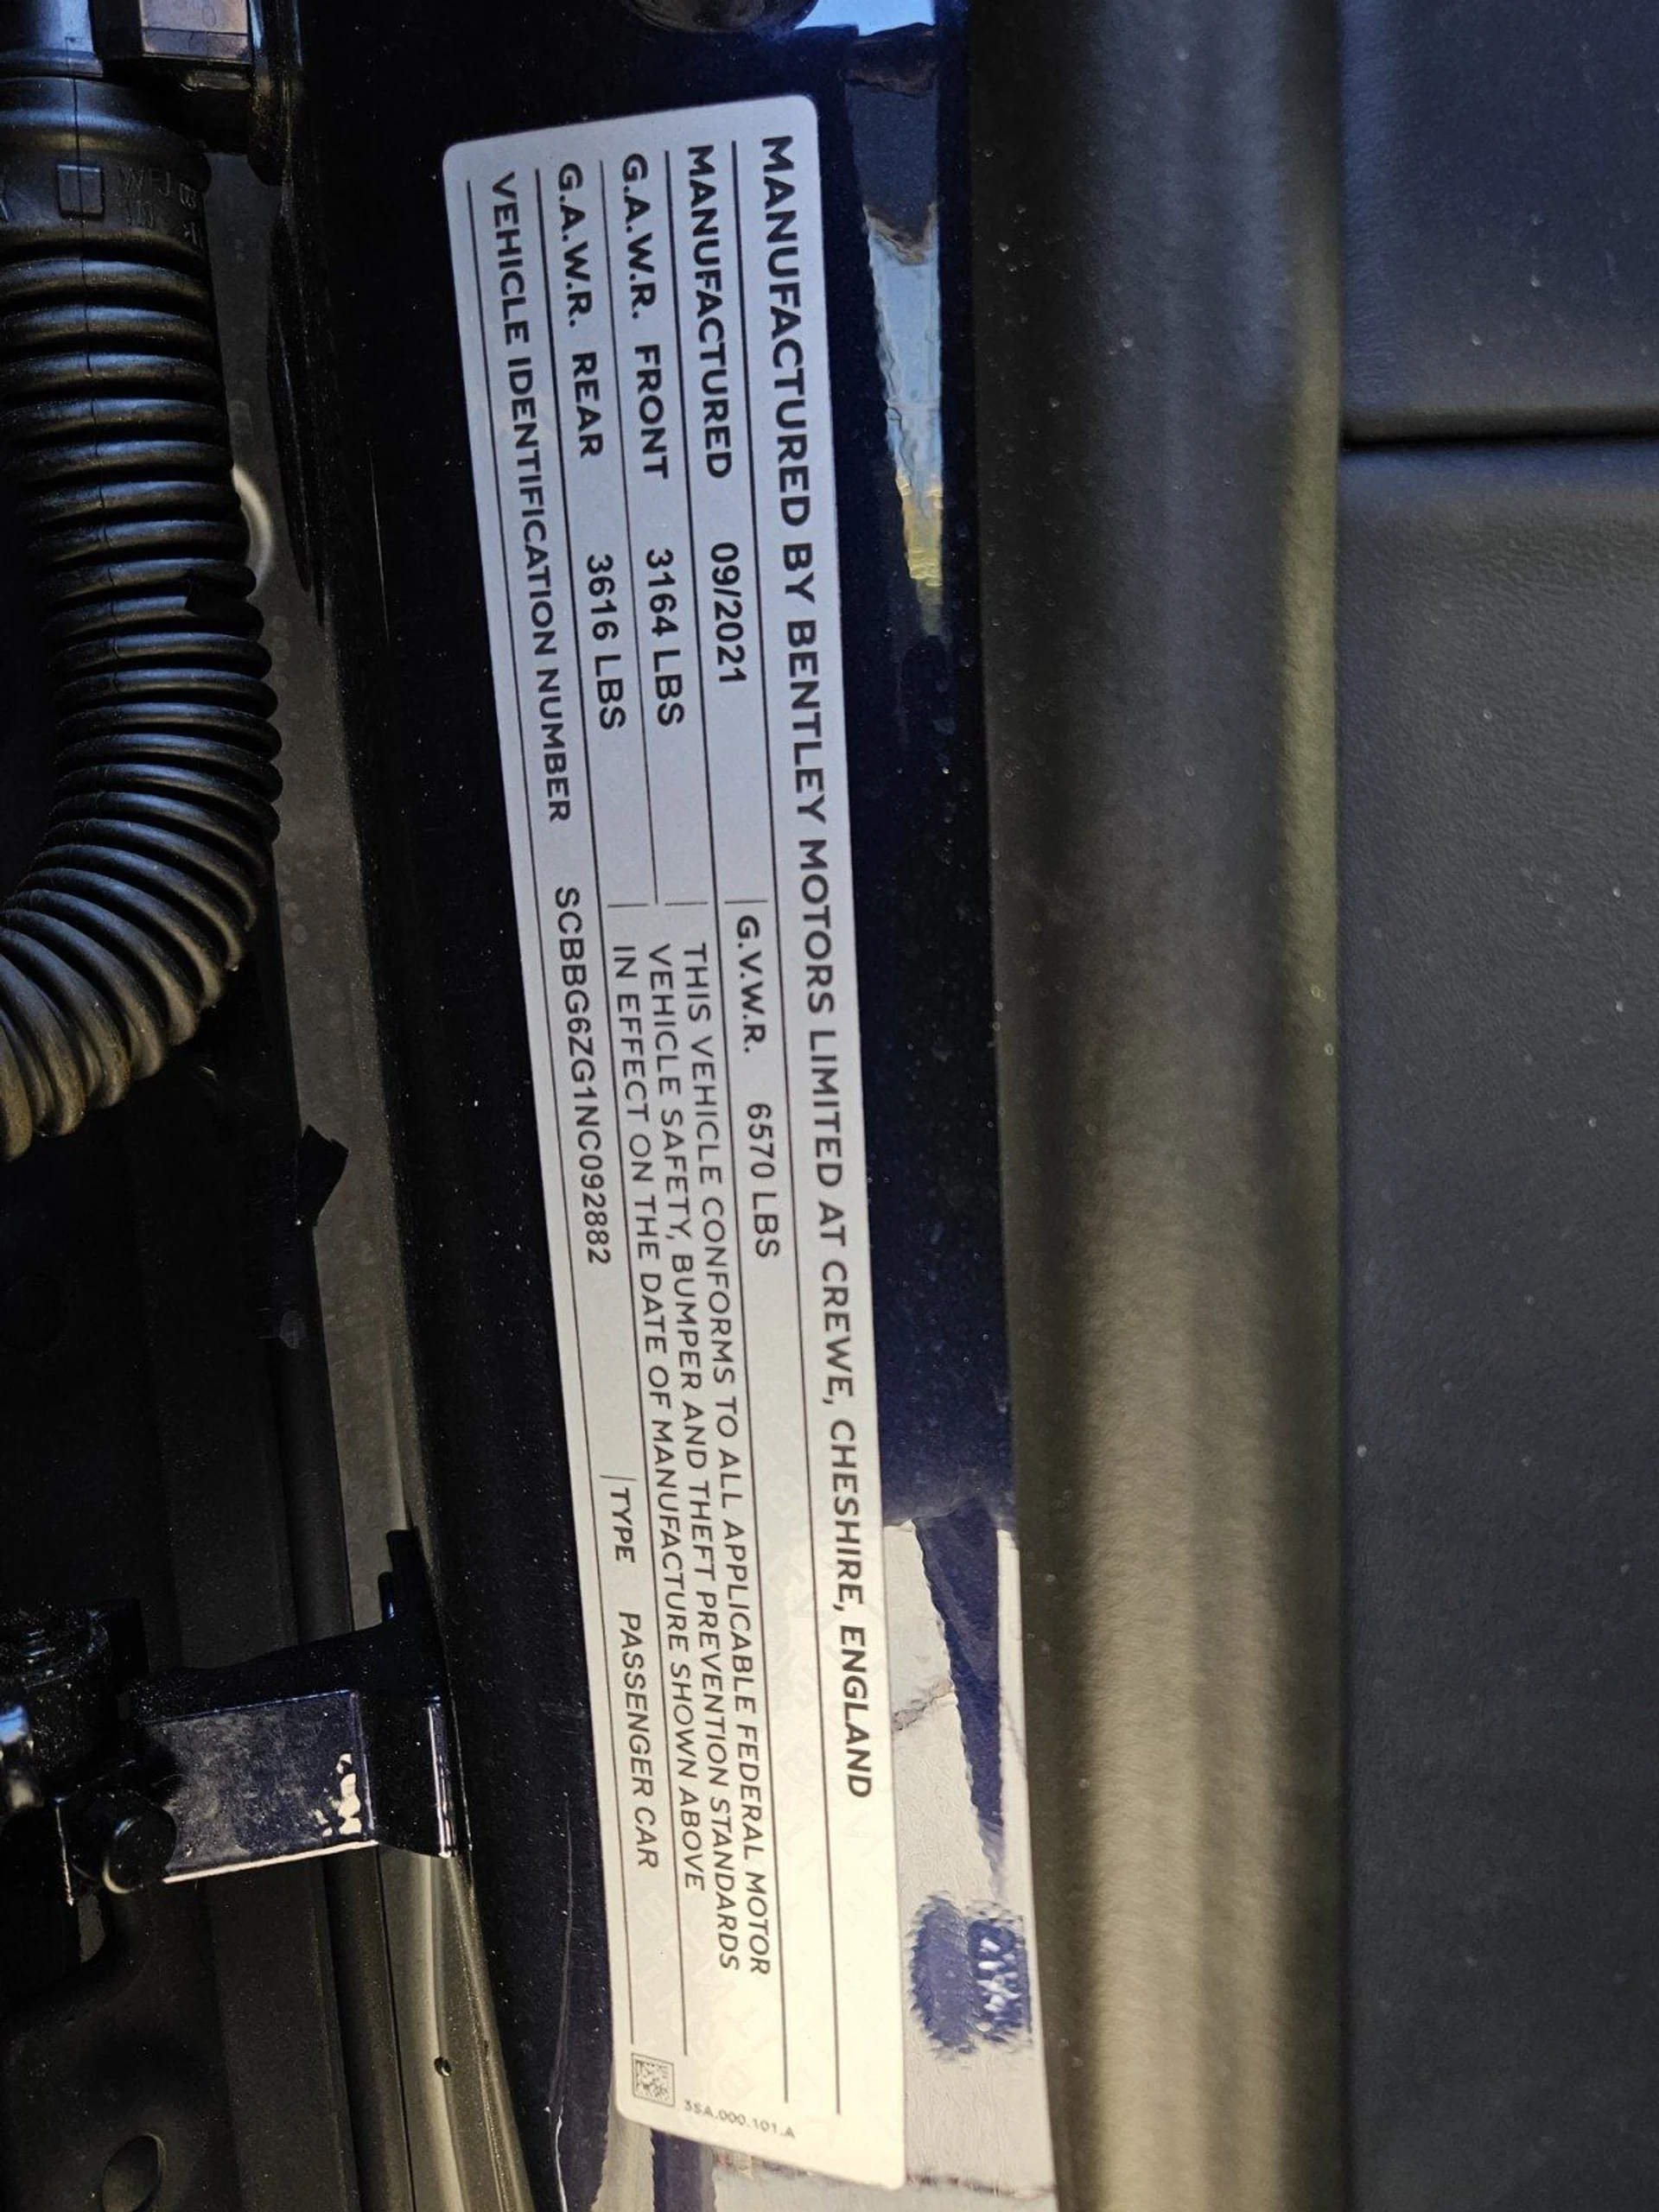 MANUFACTURED BY BENTLEY MOTORS LIMITED AT CREWE, CHESHIRE, ENGLAND
MANUFACTURED 09/2021 G.V.W.R. 6570 LBS
G.A.W.R. FRONT 3164 LBS
G.A.W.R. REAR 3616 LBS
THIS VEHICLE CONFORMS TO ALL APPLICABLE FEDERAL MOTOR
VEHICLE SAFETY, BUMPER AND THEFT PREVENTION STANDARDS
IN EFFECT ON THE DATE OF MANUFACTURE SHOWN ABOVE
VEHICLE IDENTIFICATION NUMBER SCBBG6ZG1NC092882 TYPE PASSENGER CAR
3SA.000.101.A